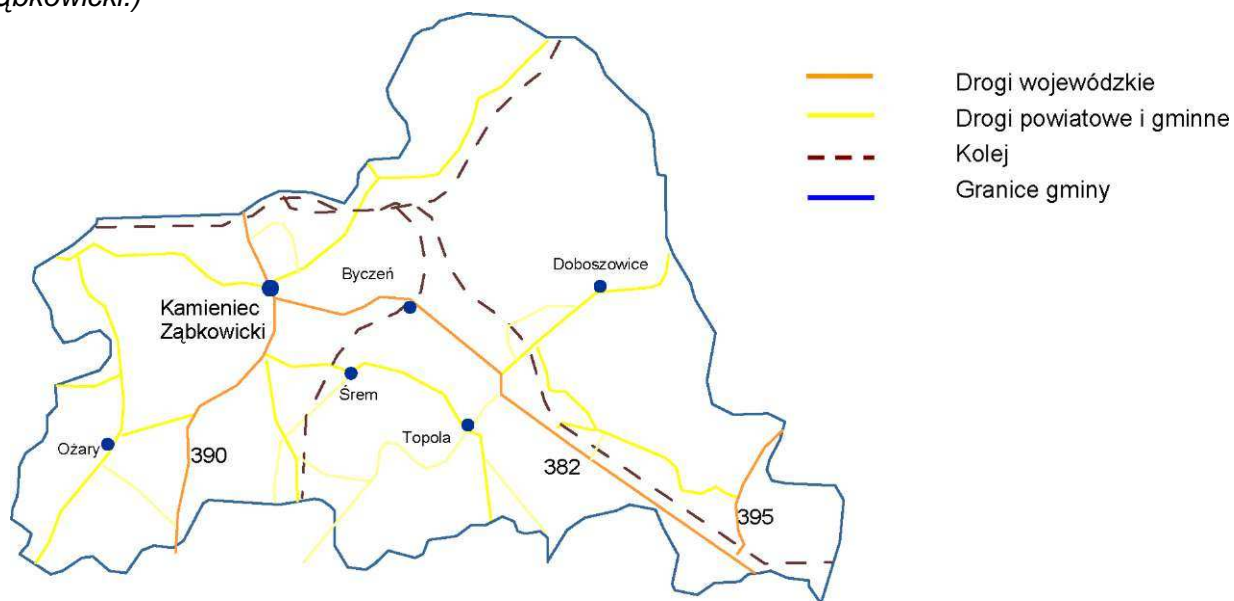 ąbkowicki.)
Drogi wojewódzkie
Drogi powiatowe i gminne
Kolej
Granice gminy
Byczeń
Doboszowice
Kamieniec
Ząbkowicki
Śrem
Topola
Ożary
390
382
395